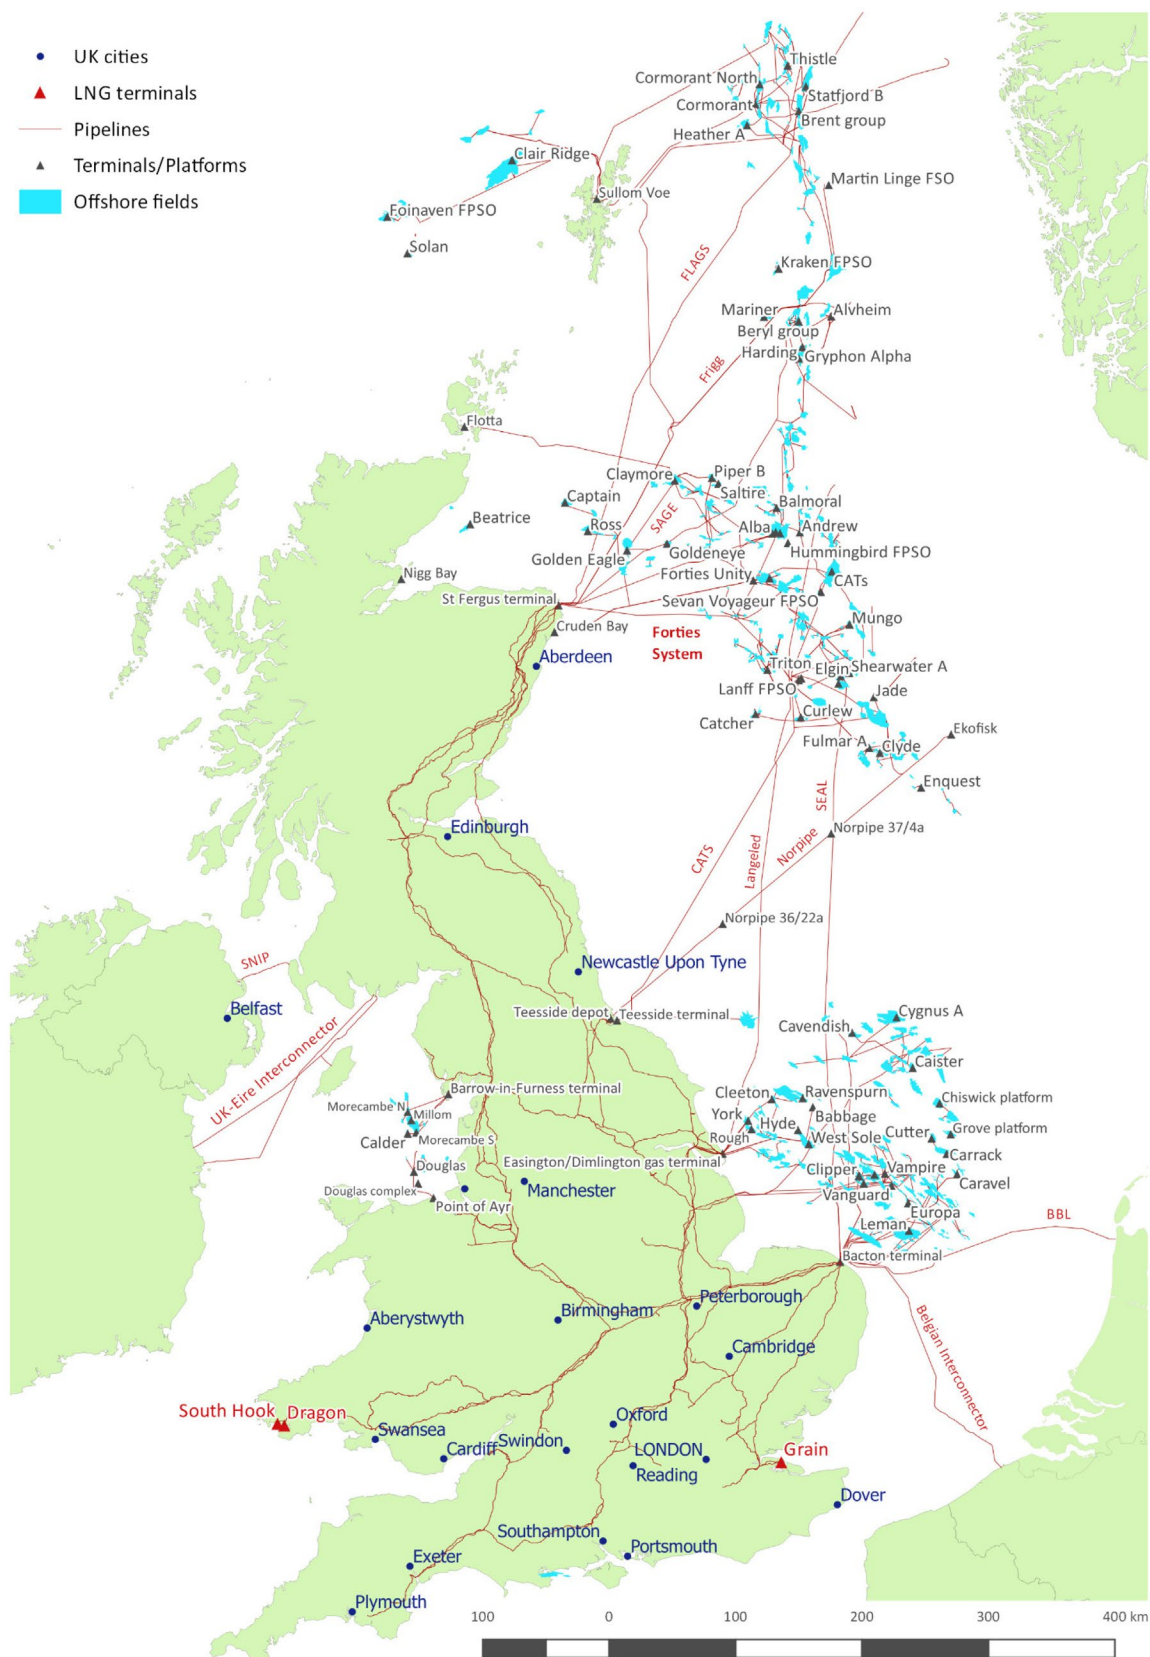 UK cities
LNG terminals
Pipelines
Terminals/Platforms
Offshore fields
Thistle
Cormorant North
Statfjord B
Cormorant
Brent group
Heather A
Clair Ridge
Martin Linge FSO
Sullom Voe
Foinaven FPSO
Solan
FLAGS
Kraken FPSO
Mariner
Alvheim
Beryl group
Harding
Gryphon Alpha
Frigg
Flotta
Claymore
Piper B
Saltire
Captain
Balmoral
Beatrice
Ross
SAGE
Alba
Andrew
Golden Eagle
Goldeneye
Hummingbird FPSO
Nigg Bay
Forties Unity
CATs
St Fergus terminal
Sevan Voyageur FPSO
Cruden Bay
Forties
System
Mungo
Aberdeen
Triton
Elgin
Shearwater A
Lanff FPSO
Jade
Catcher
Curlew
Ekofisk
Fulmar A
Clyde
Enquest
SEAL
Edinburgh
Norpipe 37/4a
Norpipe
CATS
Langeled
Norpipe 36/22a
SNIP
Newcastle Upon Tyne
Belfast
Teesside depot
Teesside terminal
Cygnus A
Cavendish
UK-Eire Interconnector
Caister
Barrow-in-Furness terminal
Cleeton
Ravenspurn
Chiswick platform
Morecambe N
Millom
York
Babbage
Hyde
Calder
Morecambe S
Rough
West Sole
Cutter
Grove platform
Carrack
Easington/Dimlington gas terminal
Douglas
Clipper
Vampire
Caravel
Douglas complex
Manchester
Vanguard
Point of Ayr
Europa
Leman
BBL
Bacton terminal
Peterborough
Birmingham
Aberystwyth
Cambridge
Belgian Interconnector
South Hook
Dragon
Oxford
Swansea
Cardiff
Swindon
LONDON
Grain
Reading
Dover
Southampton
Portsmouth
Exeter
Plymouth
100
0
100
200
300
400 km